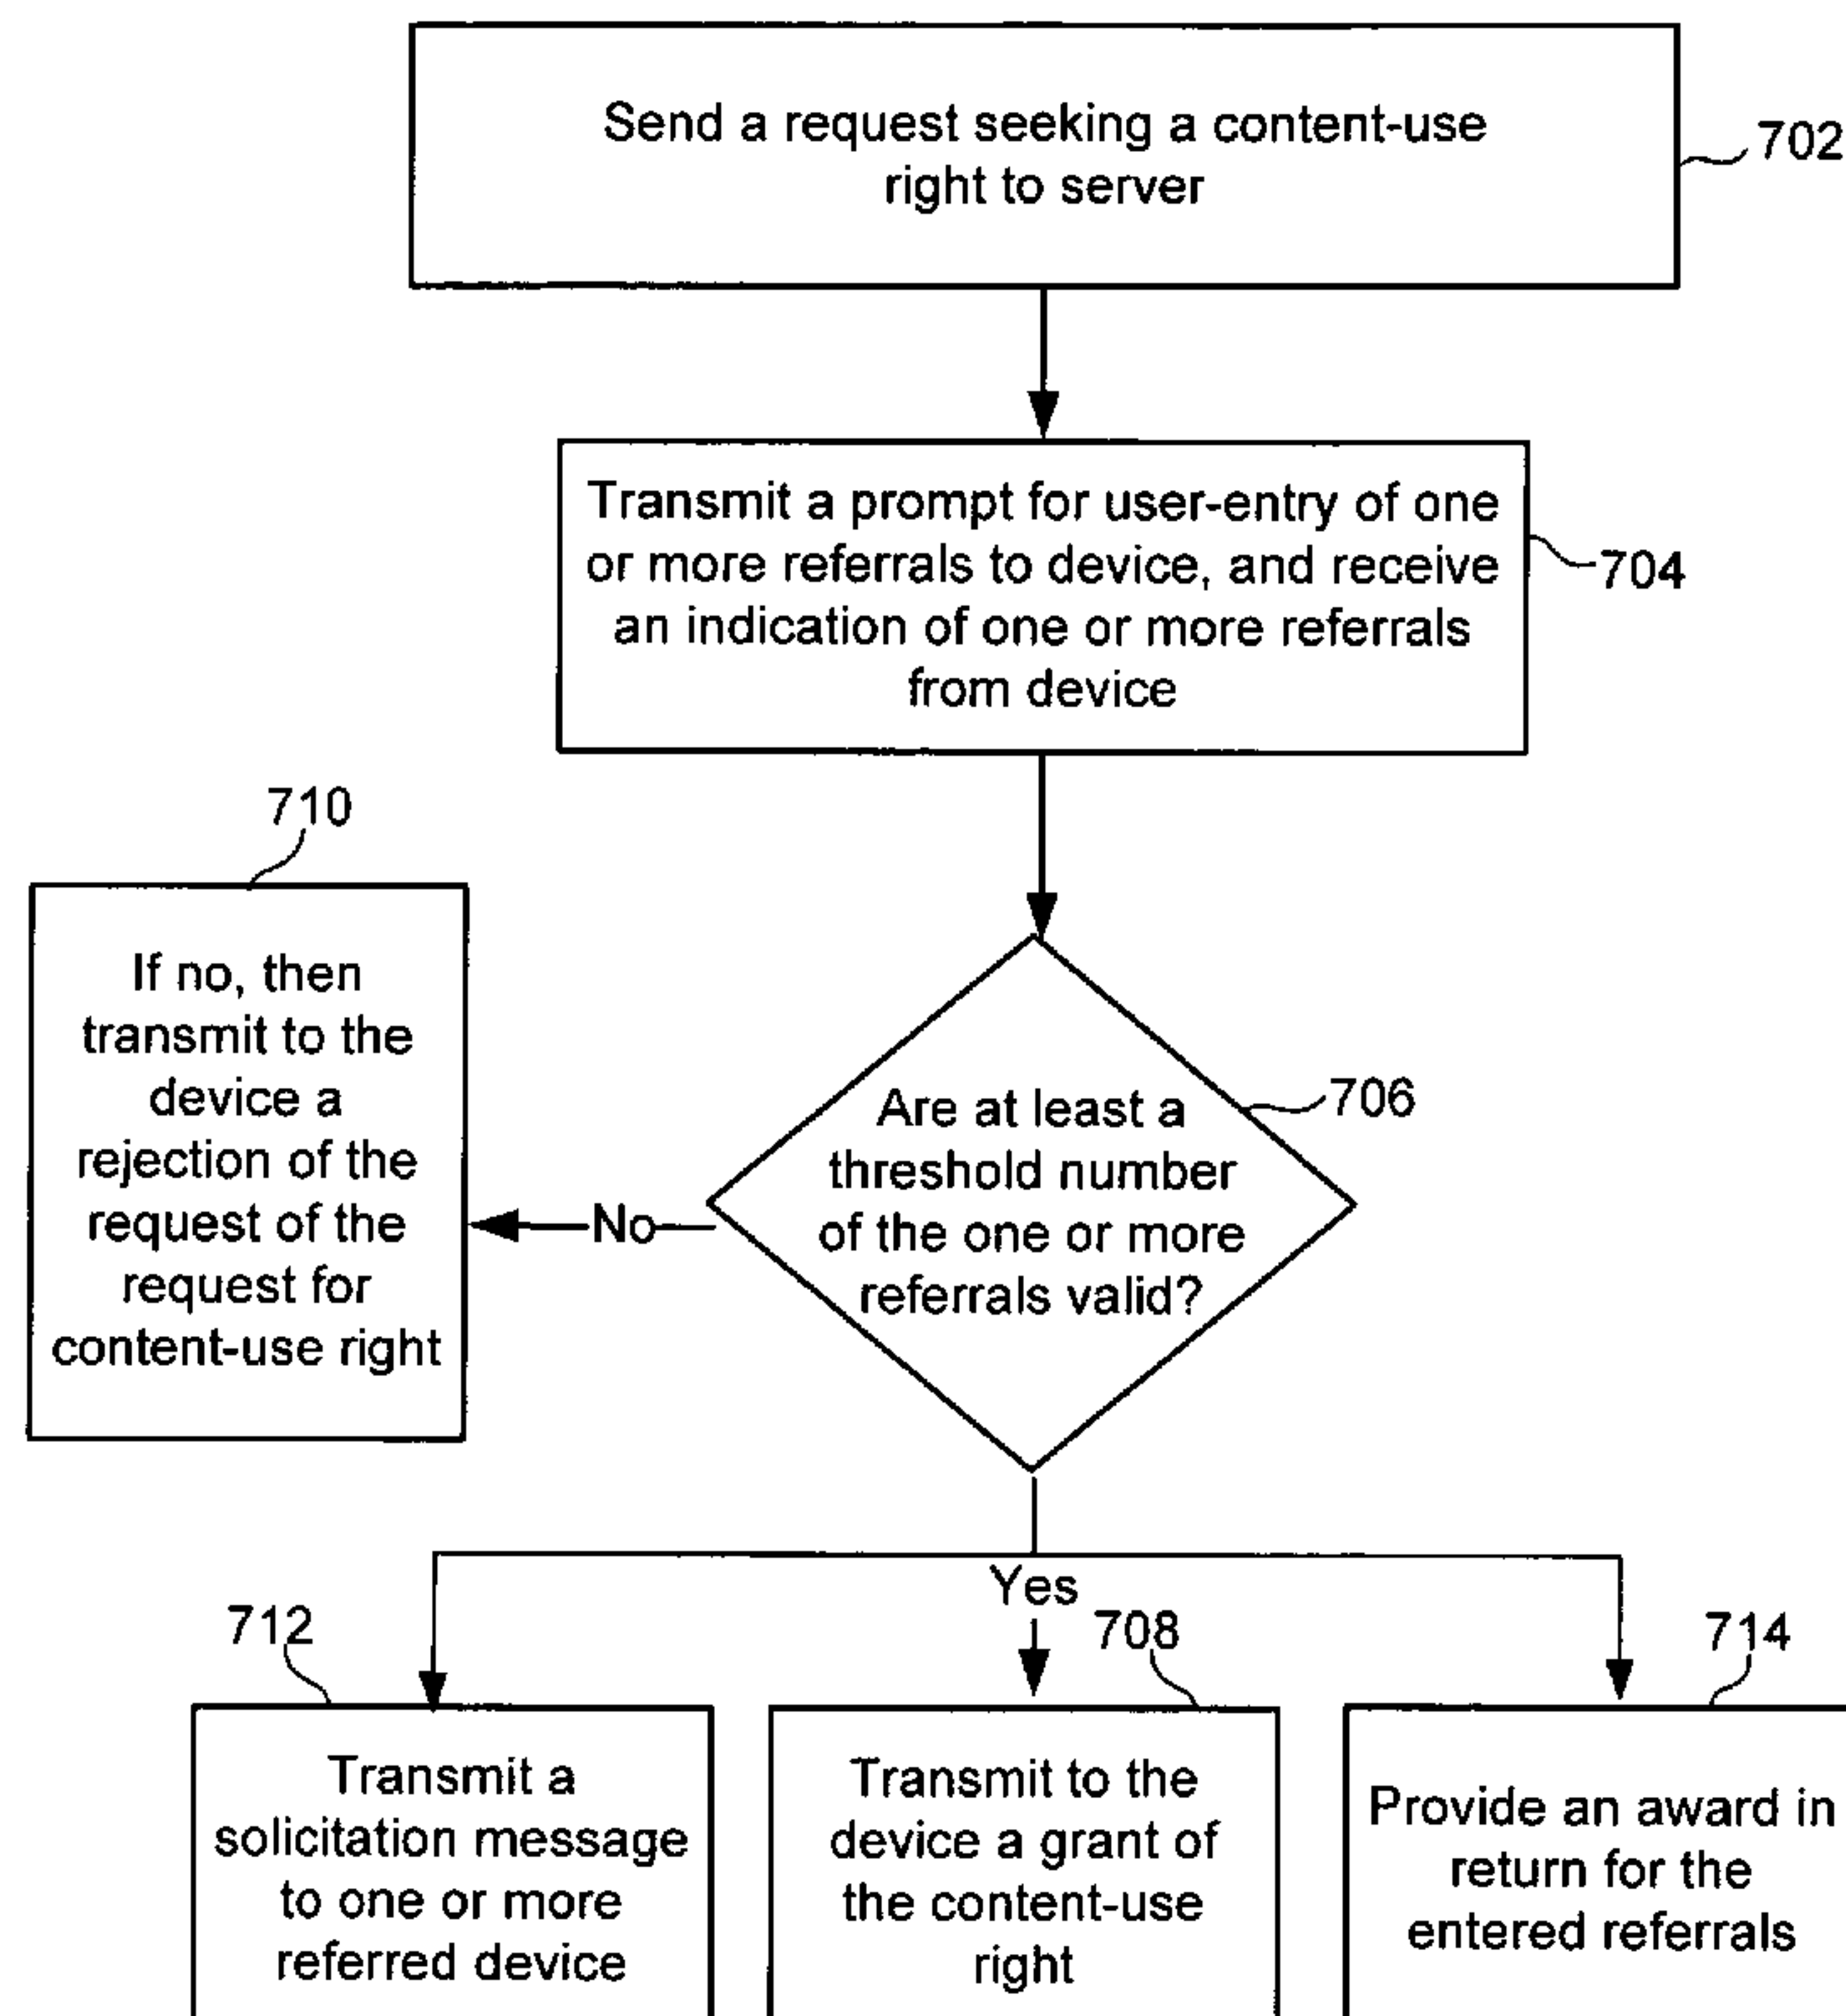 Send a request seeking a content-use
right to server
702
Transmit a prompt for user-entry of one
or more referrals to device, and receive
an indication of one or more referrals
from device
704
710
If no, then
transmit to the
device a
rejection of the
request of the
request for
content-use right
No
Are at least a
threshold number
of the one or more
referrals valid?
706
Yes
712
708
714
Transmit a
solicitation message
to one or more
referred device
Transmit to the
device a grant of
the content-use
right
Provide an award in
return for the
entered referrals